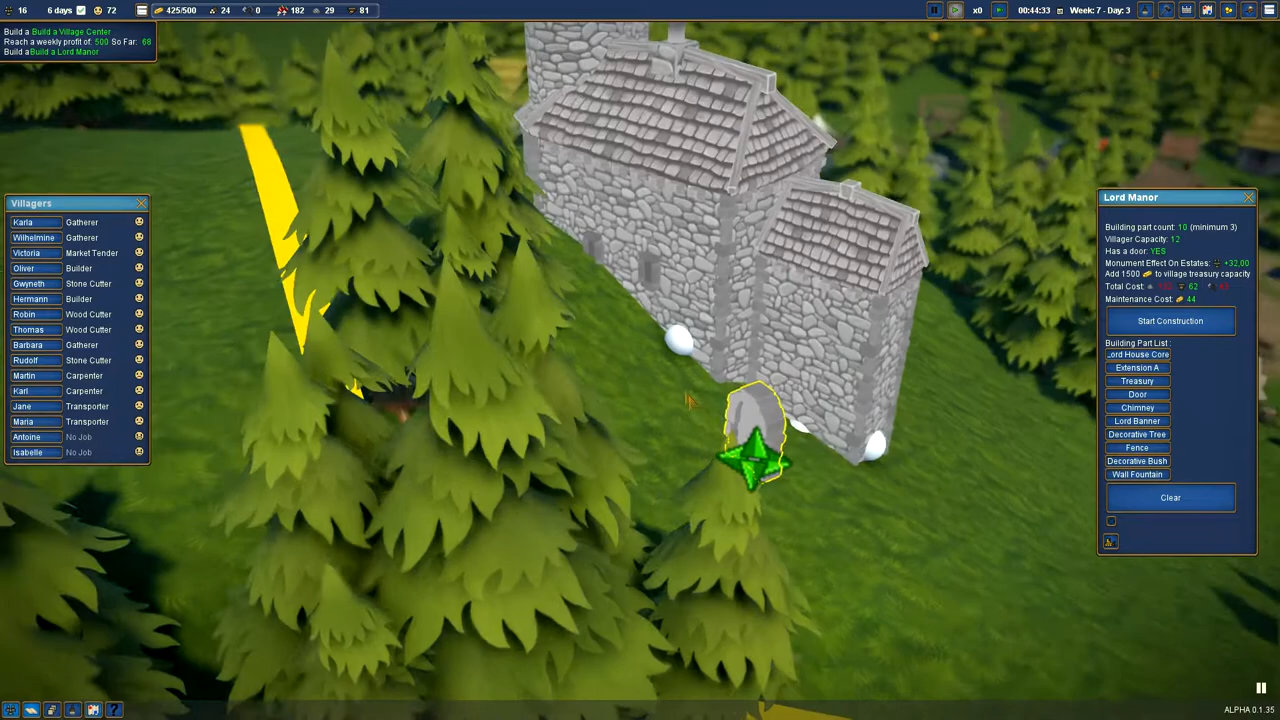 16 6 days 72 425/500 24 0 182 29 81
x0 00:44:33 Week: 7 - Day: 3
Build a Build a Village Center
Reach a weekly profit of: 500 So Far: 68
Build a Build a Lord Manor
Villagers
Karla Gatherer
Wilhelmine Gatherer
Victoria Market Tender
Oliver Builder
Gwyneth Stone Cutter
Hermann Builder
Robin Wood Cutter
Thomas Wood Cutter
Barbara Gatherer
Rudolf Stone Cutter
Martin Carpenter
Karl Carpenter
Jane Transporter
Maria Transporter
Antoine No Job
Isabelle No Job
Lord Manor
Building part count: 10 (minimum 3)
Villager Capacity: 12
Has a door: YES
Monument Effect On Estates: +32.00
Add 1500 to village treasury capacity
Total Cost: 62
Maintenance Cost: 44
Start Construction
Building Part List :
Lord House Core
Extension A
Treasury
Door
Chimney
Lord Banner
Decorative Tree
Fence
Decorative Bush
Wall Fountain
Clear
ALPHA 0.1.35